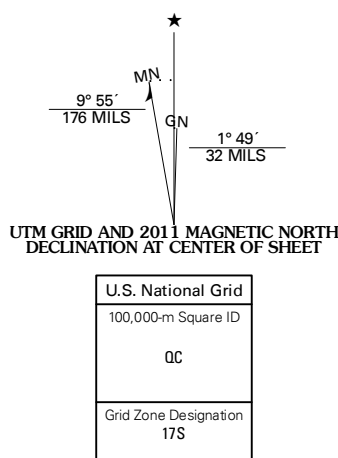 ★
MN
GN
9° 55´
176 MILS
1° 49´
32 MILS
UTM GRID AND 2011 MAGNETIC NORTH
DECLINATION AT CENTER OF SHEET
U.S. National Grid
100,000-m Square ID
QC
Grid Zone Designation
17S